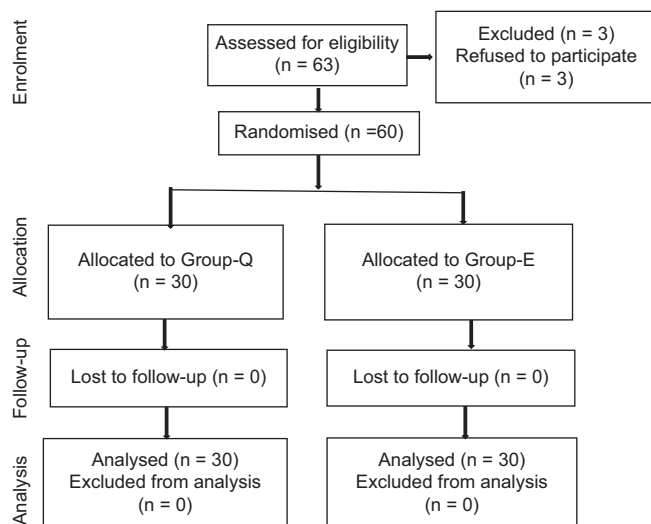 Enrolment
Assessed for eligibility
(n = 63)
Excluded (n = 3)
Refused to participate
(n = 3)
Randomised (n =60)
Allocation
Allocated to Group-Q
(n = 30)
Allocated to Group-E
(n = 30)
Follow-up
Lost to follow-up (n = 0)
Lost to follow-up (n = 0)
Analysis
Analysed (n = 30)
Excluded from analysis
(n = 0)
Analysed (n = 30)
Excluded from analysis
(n = 0)